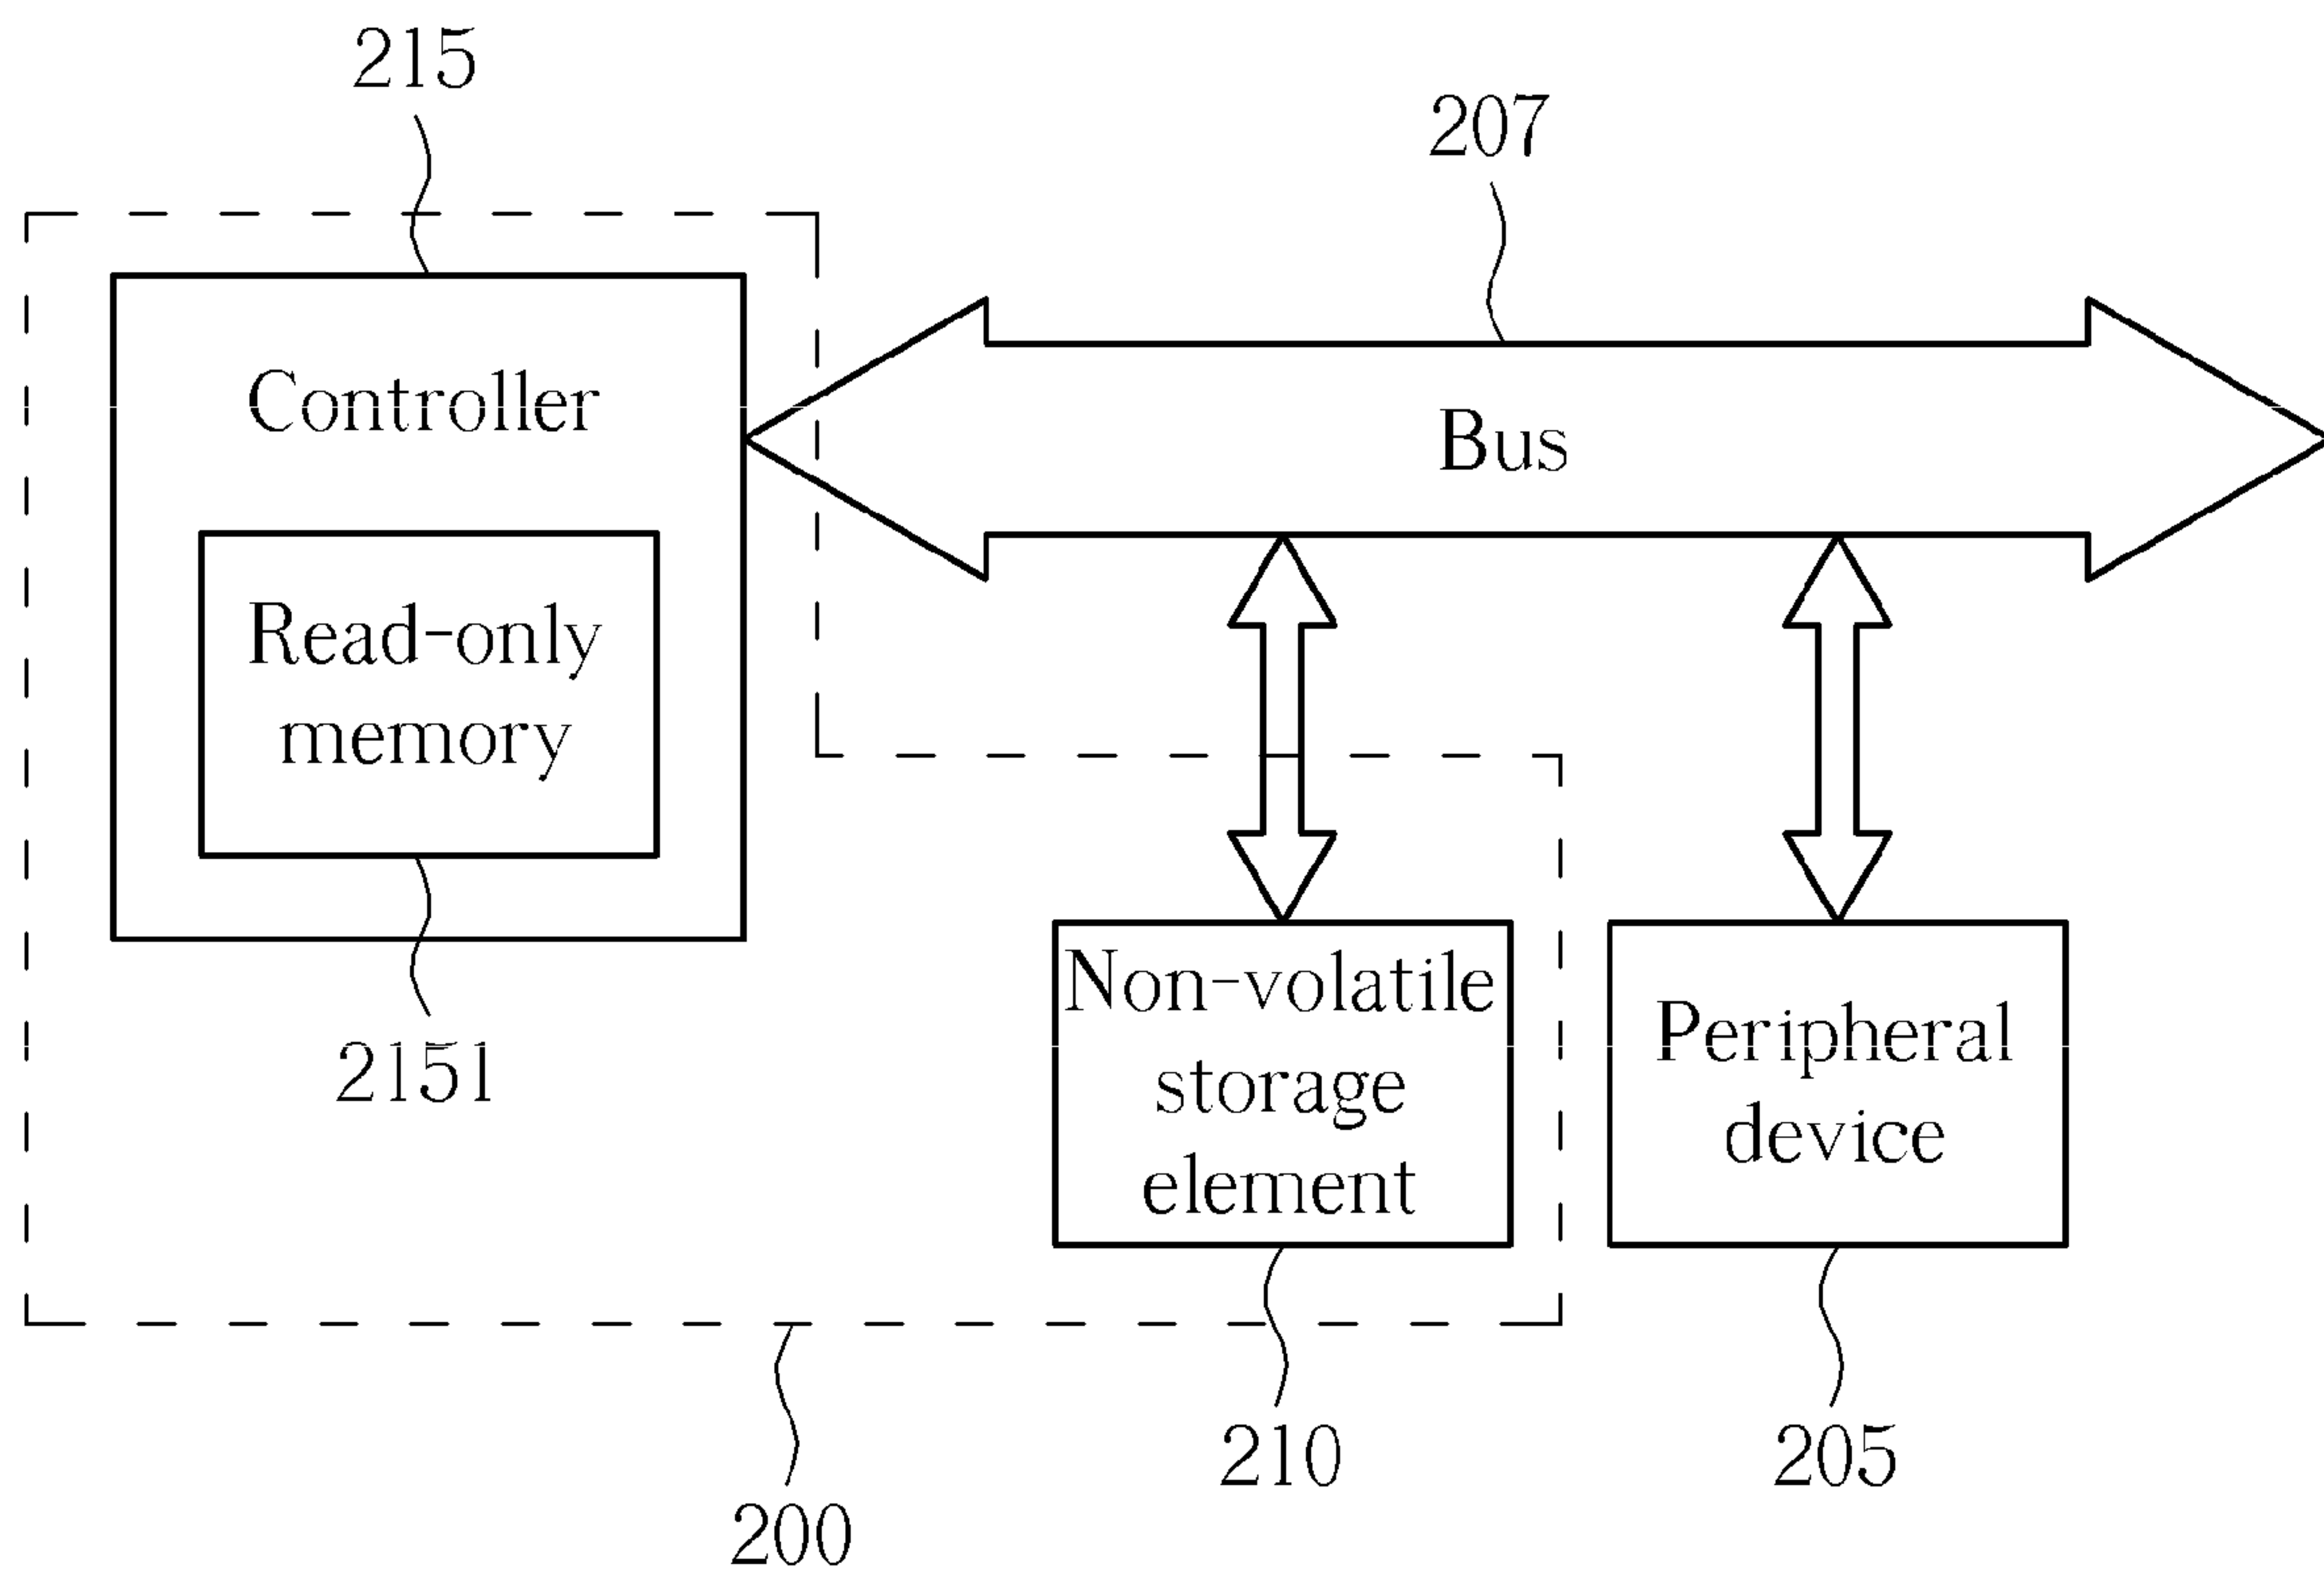 215
207
Controller
Bus
Read-only
memory
Non-volatile
storage
element
Peripheral
device
2151
210
205
200